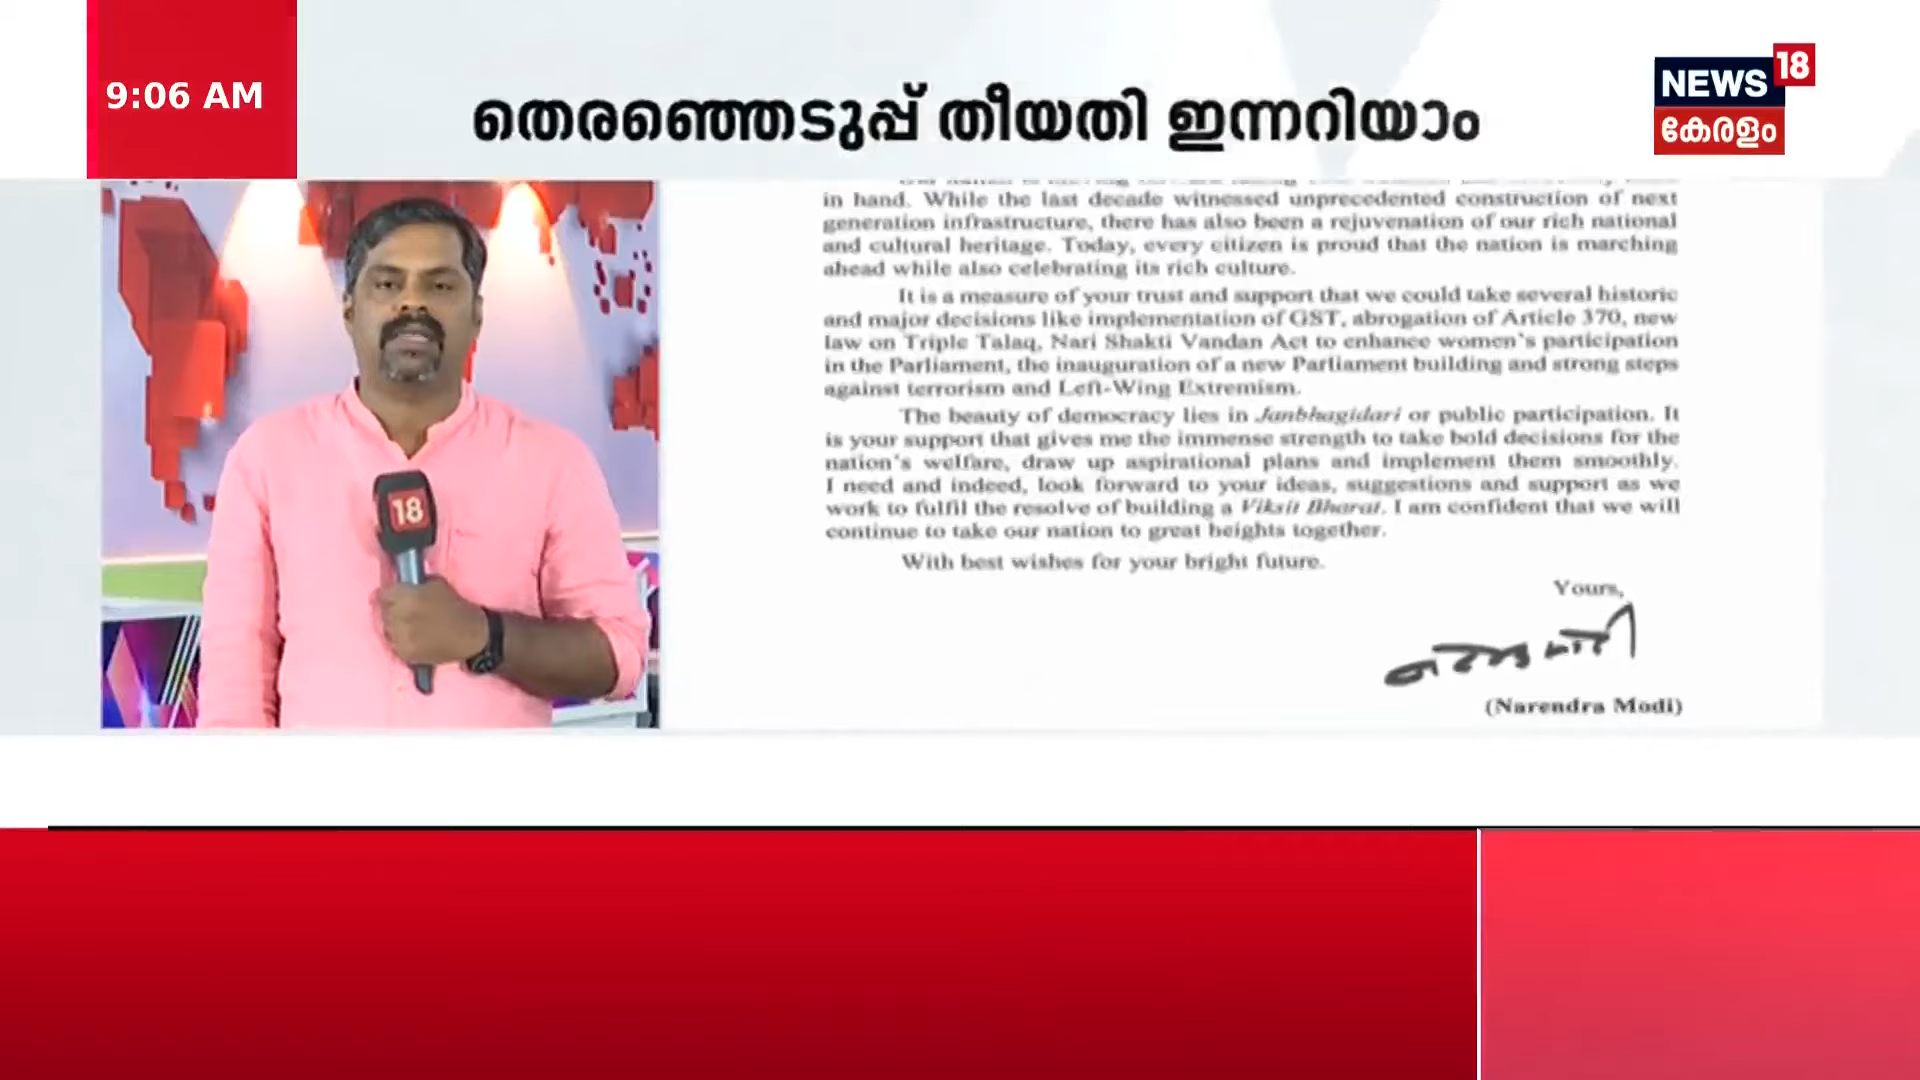 9:06 AM
തെരഞ്ഞെടുപ്പ് തീയതി ഇന്നറിയാം
NEWS 18
കേരളം
in hand. While the last decade witnessed unprecedented construction of next
generation infrastructure, there has also been a rejuvenation of our rich national
and cultural heritage. Today, every citizen is proud that the nation is marching
ahead while also celebrating its rich culture.
It is a measure of your trust and support that we could take several historic
and major decisions like implementation of GST, abrogation of Article 370, new
law on Triple Talaq, Nari Shakti Vandan Act to enhance women's participation
in the Parliament, the inauguration of a new Parliament building and strong steps
against terrorism and Left-Wing Extremism.
The beauty of democracy lies in Janbhagidari or public participation. It
is your support that gives me the immense strength to take bold decisions for the
nation's welfare, draw up aspirational plans and implement them smoothly.
I need and indeed, look forward to your ideas, suggestions and support as we
work to fulfil the resolve of building a Viksit Bharat. I am confident that we will
continue to take our nation to great heights together.
With best wishes for your bright future.
Yours,
(Narendra Modi)
18